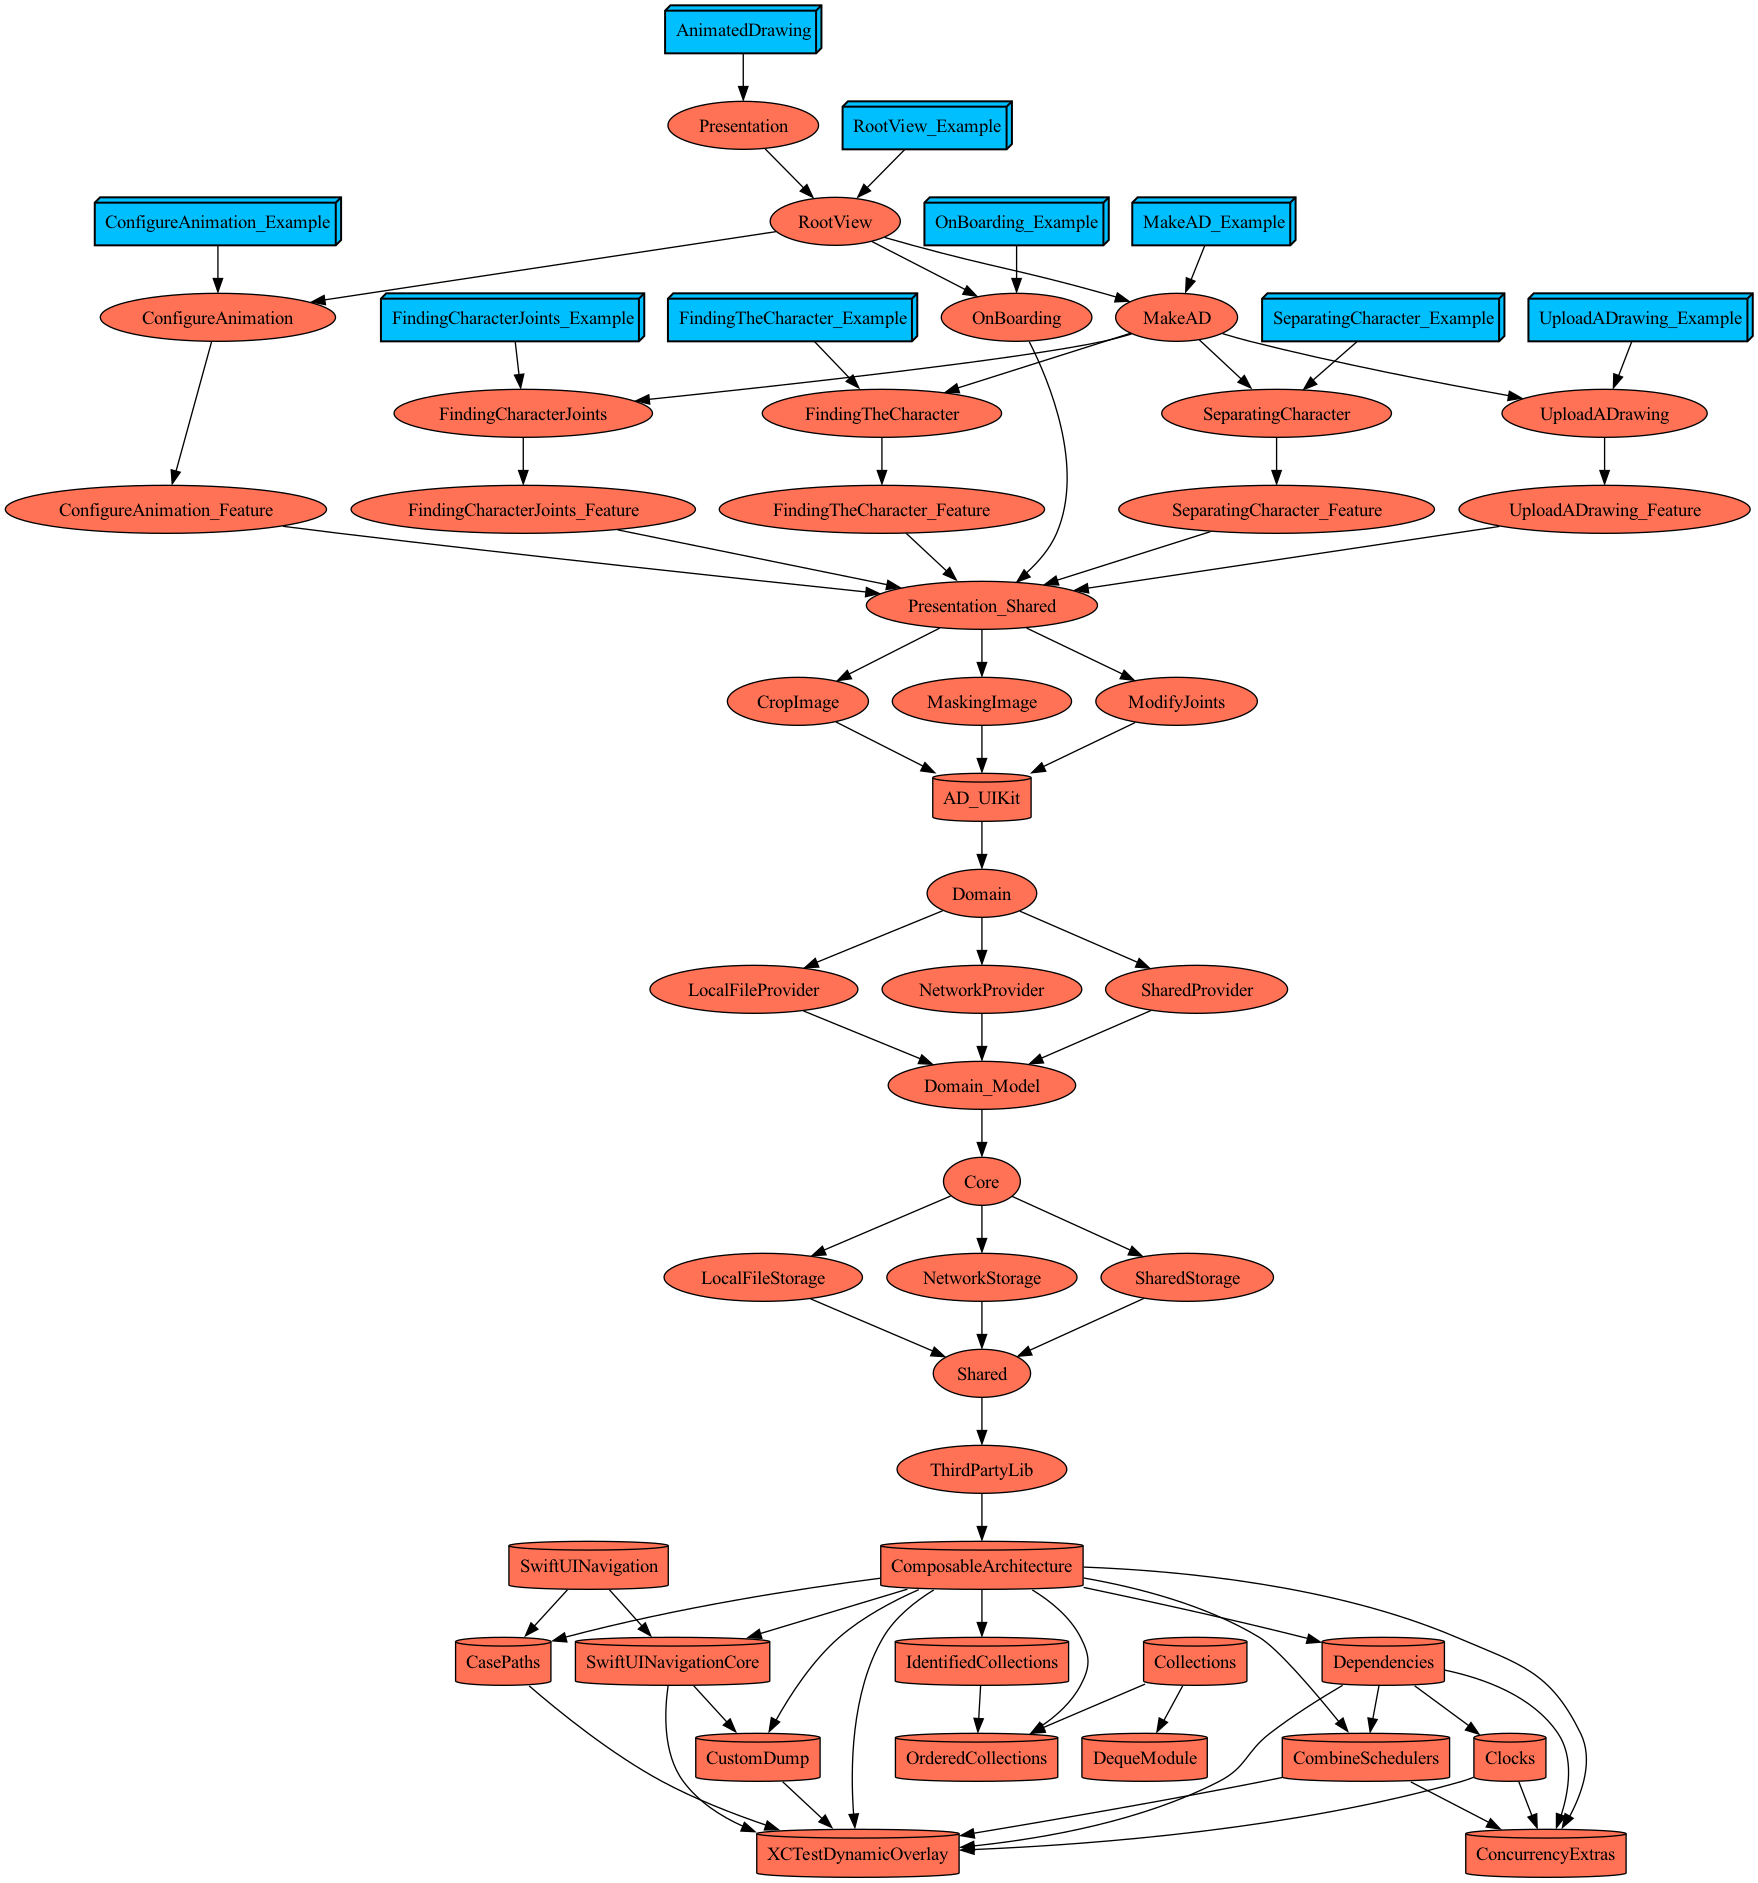 AnimatedDrawing
Presentation
RootView_Example
ConfigureAnimation_Example
RootView
OnBoarding_Example
MakeAD_Example
ConfigureAnimation
FindingCharacterJoints_Example
FindingTheCharacter_Example
OnBoarding
MakeAD
SeparatingCharacter_Example
UploadADrawing_Example
FindingCharacterJoints
FindingTheCharacter
SeparatingCharacter
UploadADrawing
ConfigureAnimation_Feature
FindingCharacterJoints_Feature
FindingTheCharacter_Feature
SeparatingCharacter_Feature
UploadADrawing_Feature
Presentation_Shared
CropImage
MaskingImage
ModifyJoints
AD_UIKit
Domain
LocalFileProvider
NetworkProvider
SharedProvider
Domain_Model
Core
LocalFileStorage
NetworkStorage
SharedStorage
Shared
ThirdPartyLib
SwiftUINavigation
ComposableArchitecture
CasePaths
SwiftUINavigationCore
IdentifiedCollections
Collections
Dependencies
CustomDump
OrderedCollections
DequeModule
CombineSchedulers
Clocks
XCTestDynamicOverlay
ConcurrencyExtras